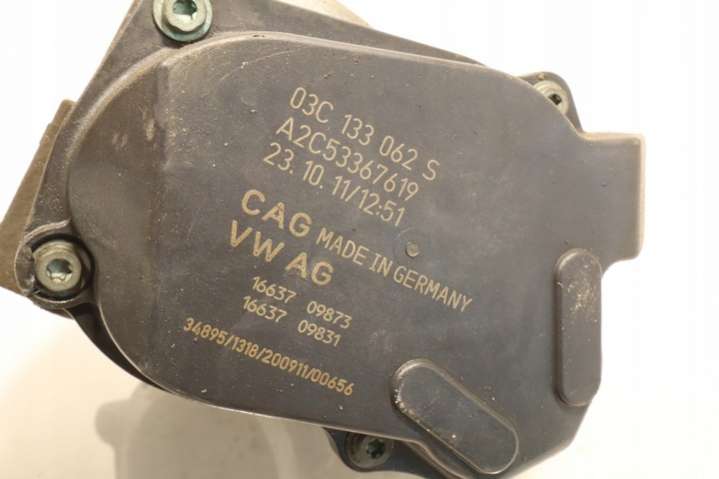 03C 133 062 S
A2C53367619
23.10.11/12:51
CAG MADE IN GERMANY
VW AG
16637 09873
16637 09831
34895/1318/200911/00656